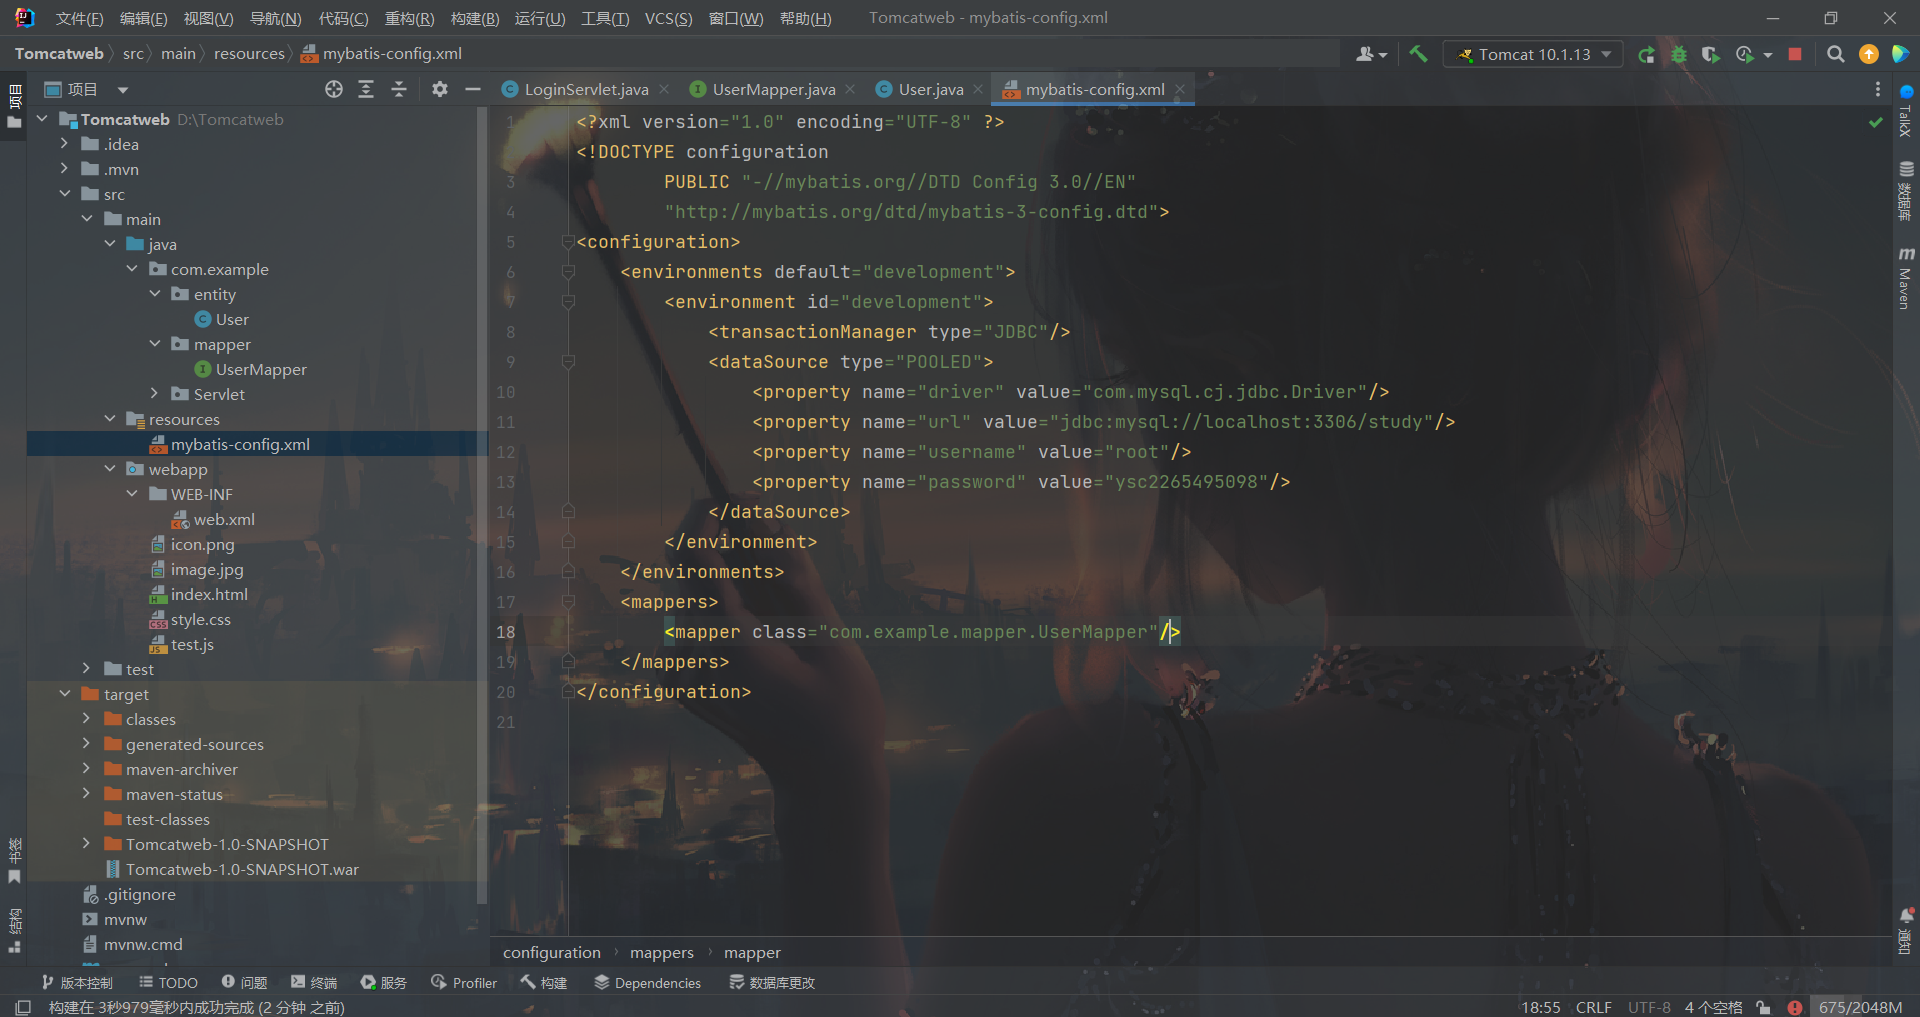 文件(F) 编辑(E) 视图(V) 导航(N) 代码(C) 重构(R) 构建(B) 运行(U) 工具(T) VCS(S) 窗口(W) 帮助(H) Tomcatweb - mybatis-config.xml
Tomcatweb src main resources mybatis-config.xml
Tomcat 10.1.13
项目
项目
LoginServlet.java UserMapper.java User.java mybatis-config.xml
Tomcatweb D:\Tomcatweb
.idea
.mvn
src
main
java
com.example
entity
User
mapper
UserMapper
Servlet
resources
mybatis-config.xml
webapp
WEB-INF
web.xml
icon.png
image.jpg
index.html
style.css
test.js
test
target
classes
generated-sources
maven-archiver
maven-status
test-classes
Tomcatweb-1.0-SNAPSHOT
Tomcatweb-1.0-SNAPSHOT.war
.gitignore
mvnw
mvnw.cmd
书签
结构
1 <?xml version="1.0" encoding="UTF-8" ?>
<!DOCTYPE configuration
3 PUBLIC "-//mybatis.org//DTD Config 3.0//EN"
4 "http://mybatis.org/dtd/mybatis-3-config.dtd">
5 <configuration>
6 <environments default="development">
7 <environment id="development">
8 <transactionManager type="JDBC"/>
9 <dataSource type="POOLED">
10 <property name="driver" value="com.mysql.cj.jdbc.Driver"/>
11 <property name="url" value="jdbc:mysql://localhost:3306/study"/>
12 <property name="username" value="root"/>
13 <property name="password" value="ysc2265495098"/>
14 </dataSource>
15 </environment>
16 </environments>
17 <mappers>
18 <mapper class="com.example.mapper.UserMapper"/>
19 </mappers>
20 </configuration>
21
TalkX
数据库
m Maven
通知
configuration mappers mapper
版本控制 TODO 问题 终端 服务 Profiler 构建 Dependencies 数据库更改
构建在 3秒979毫秒内成功完成 (2 分钟 之前) 18:55 CRLF UTF-8 4 个空格 675/2048M